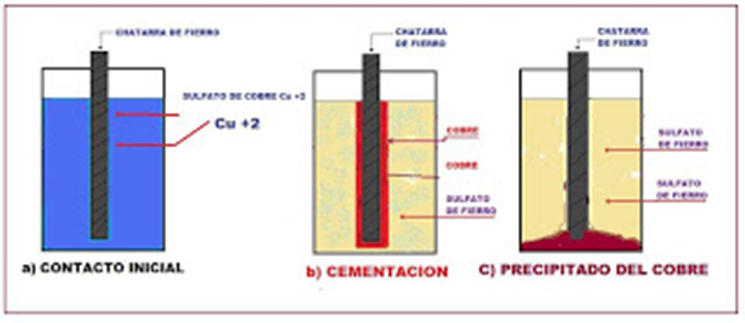 CHATARRA DE FIERRO
SULFATO DE COBRE Cu +2
Cu +2
a) CONTACTO INICIAL
CHATARRA
DE FIERRO
COBRE
COBRE
SULFATO
DE FIERRO
b) CEMENTACION
CHATARRA
DE FIERRO
SULFATO
DE FIERRO
SULFATO
DE FIERRO
C) PRECIPITADO DEL COBRE